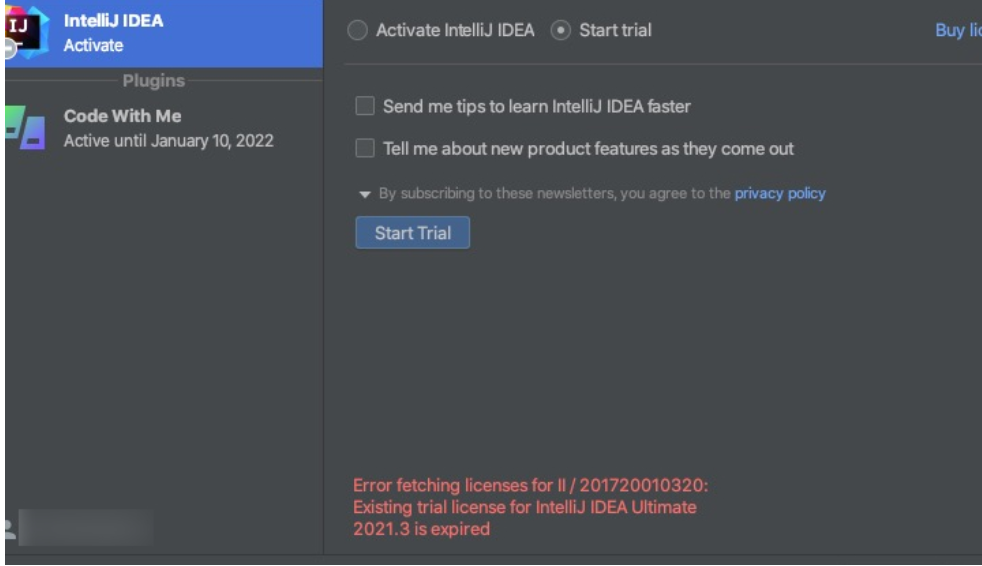 IJ
IntelliJ IDEA
Activate
Plugins
Code With Me
Active until January 10, 2022
Activate IntelliJ IDEA Start trial
Send me tips to learn IntelliJ IDEA faster
Tell me about new product features as they come out
By subscribing to these newsletters, you agree to the privacy policy
Start Trial
Error fetching licenses for II / 201720010320:
Existing trial license for IntelliJ IDEA Ultimate
2021.3 is expired
Buy